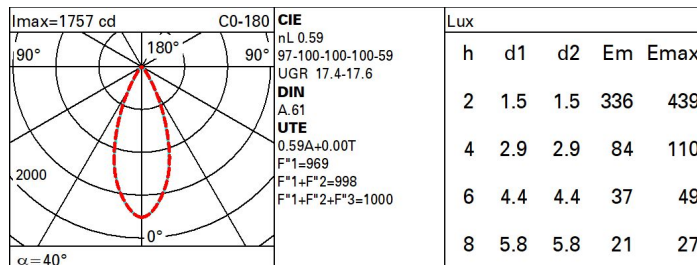 Imax=1757 cd C0-180
90° 180° 90°
2000
0°
α=40°
CIE
nL 0.59
97-100-100-100-59
UGR 17.4-17.6
DIN
A.61
UTE
0.59A+0.00T
F"1=969
F"1+F"2=998
F"1+F"2+F"3=1000
Lux
h d1 d2 Em Emax
2 1.5 1.5 336 439
4 2.9 2.9 84 110
6 4.4 4.4 37 49
8 5.8 5.8 21 27